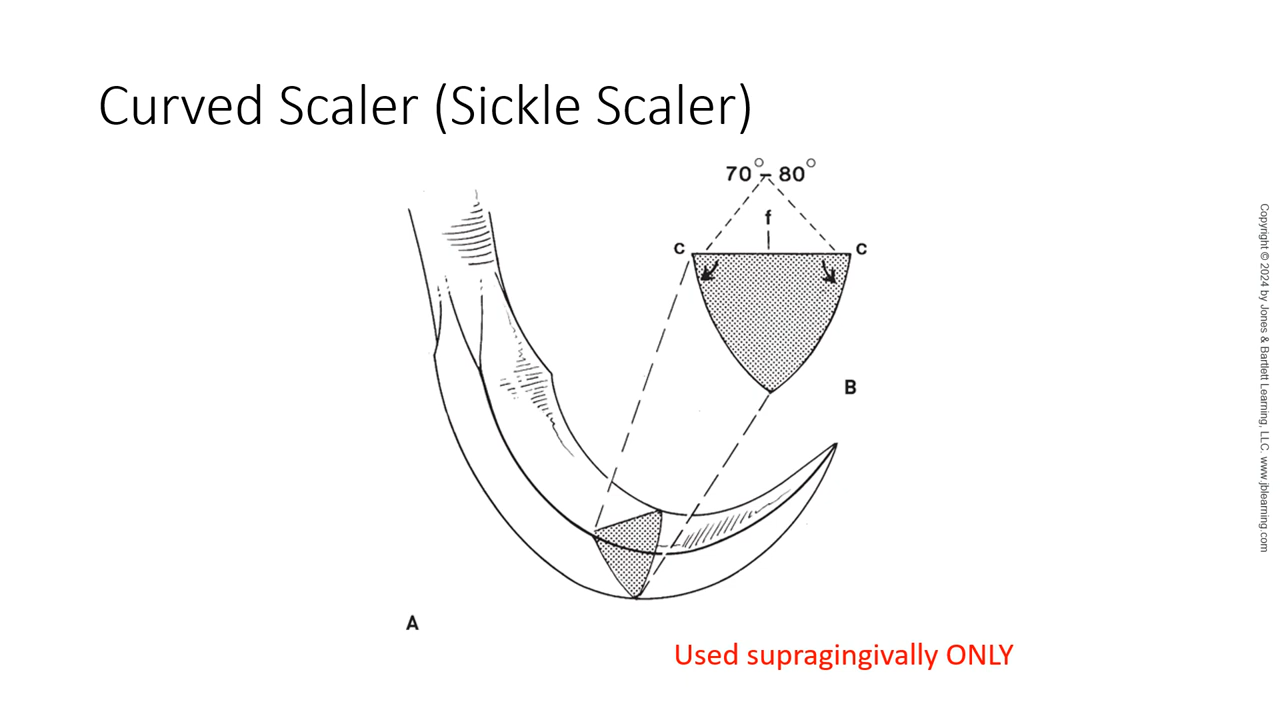 Curved Scaler (Sickle Scaler)
70° – 80°
f
c c
B
A
Used supragingivally ONLY
Copyright © 2024 by Jones & Bartlett Learning, LLC. www.jblearning.com